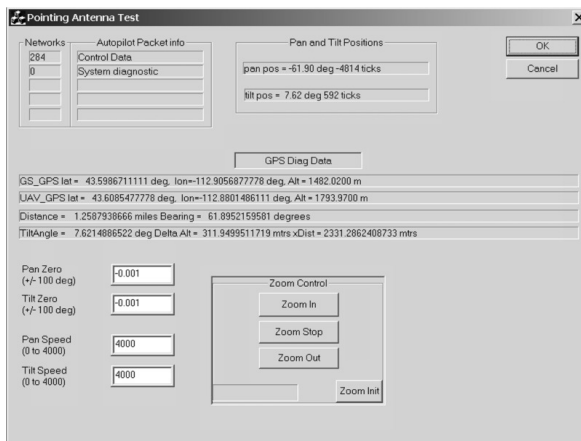 Pointing Antenna Test
Networks
Autopilot Packet info
284
Control Data
0
System diagnostic
Pan and Tilt Positions
pan pos = -61.90 deg -4814 ticks
tilt pos = 7.62 deg 592 ticks
OK
Cancel
GPS Diag Data
GS_GPS lat = 43.5986711111 deg, lon=-112.9056877778 deg, Alt = 1482.0200 m
UAV_GPS lat = 43.6085477778 deg, lon=-112.8801486111 deg, Alt = 1793.9700 m
Distance = 1.2587938666 miles Bearing = 61.8952159581 degrees
TiltAngle = 7.6214886522 deg Delta Alt = 311.9499511719 mtrs xDist = 2331.2862408733 mtrs
Pan Zero
(+/- 100 deg)
-0.001
Tilt Zero
(+/- 100 deg)
-0.001
Pan Speed
(0 to 4000)
4000
Tilt Speed
(0 to 4000)
4000
Zoom Control
Zoom In
Zoom Stop
Zoom Out
Zoom Init